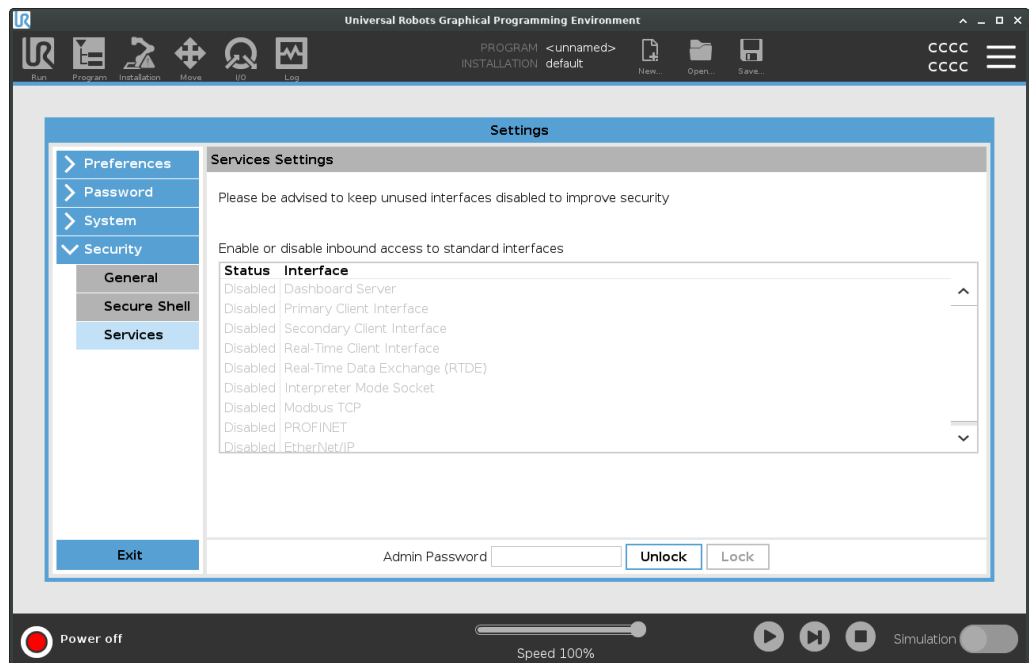 Universal Robots Graphical Programming Environment
UR
Run
Program
Installation
Move
I/O
Log
PROGRAM <unnamed>
INSTALLATION default
New...
Open...
Save...
CCCC
CCCC
Settings
Preferences
Password
System
Security
General
Secure Shell
Services
Exit
Services Settings
Please be advised to keep unused interfaces disabled to improve security
Enable or disable inbound access to standard interfaces
Status Interface
Disabled Dashboard Server
Disabled Primary Client Interface
Disabled Secondary Client Interface
Disabled Real-Time Client Interface
Disabled Real-Time Data Exchange (RTDE)
Disabled Interpreter Mode Socket
Disabled Modbus TCP
Disabled PROFINET
Disabled EtherNet/IP
Admin Password Unlock Lock
Power off
Speed 100%
Simulation